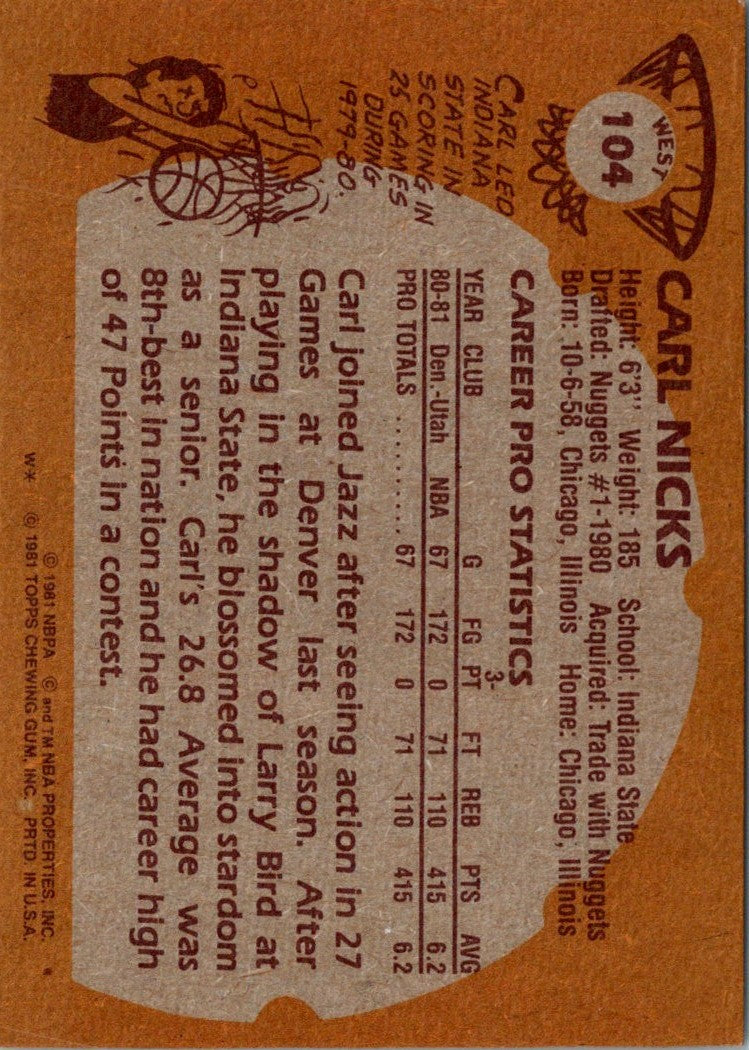 WEST
104
CARL NICKS
Height: 6'3" Weight: 185 School: Indiana State
Drafted: Nuggets #1-1980 Acquired: Trade with Nuggets
Born: 10-6-58, Chicago, Illinois Home: Chicago, Illinois
CARL LED
INDIANA
STATE IN
SCORING IN
25 GAMES
DURING
1979-80.
CAREER PRO STATISTICS
3-
YEAR CLUB G FG PT FT REB PTS AVG
80-81 Den.-Utah NBA 67 172 0 71 110 415 6.2
PRO TOTALS .......... 67 172 0 71 110 415 6.2
Carl joined Jazz after seeing action in 27
Games at Denver last season. After
playing in the shadow of Larry Bird at
Indiana State, he blossomed into stardom
as a senior. Carl's 26.8 Average was
8th-best in nation and he had career high
of 47 Points in a contest.
© 1981 NBPA © and TM NBA PROPERTIES, INC. *
W** © 1981 TOPPS CHEWING GUM, INC. PRTD. IN U.S.A.